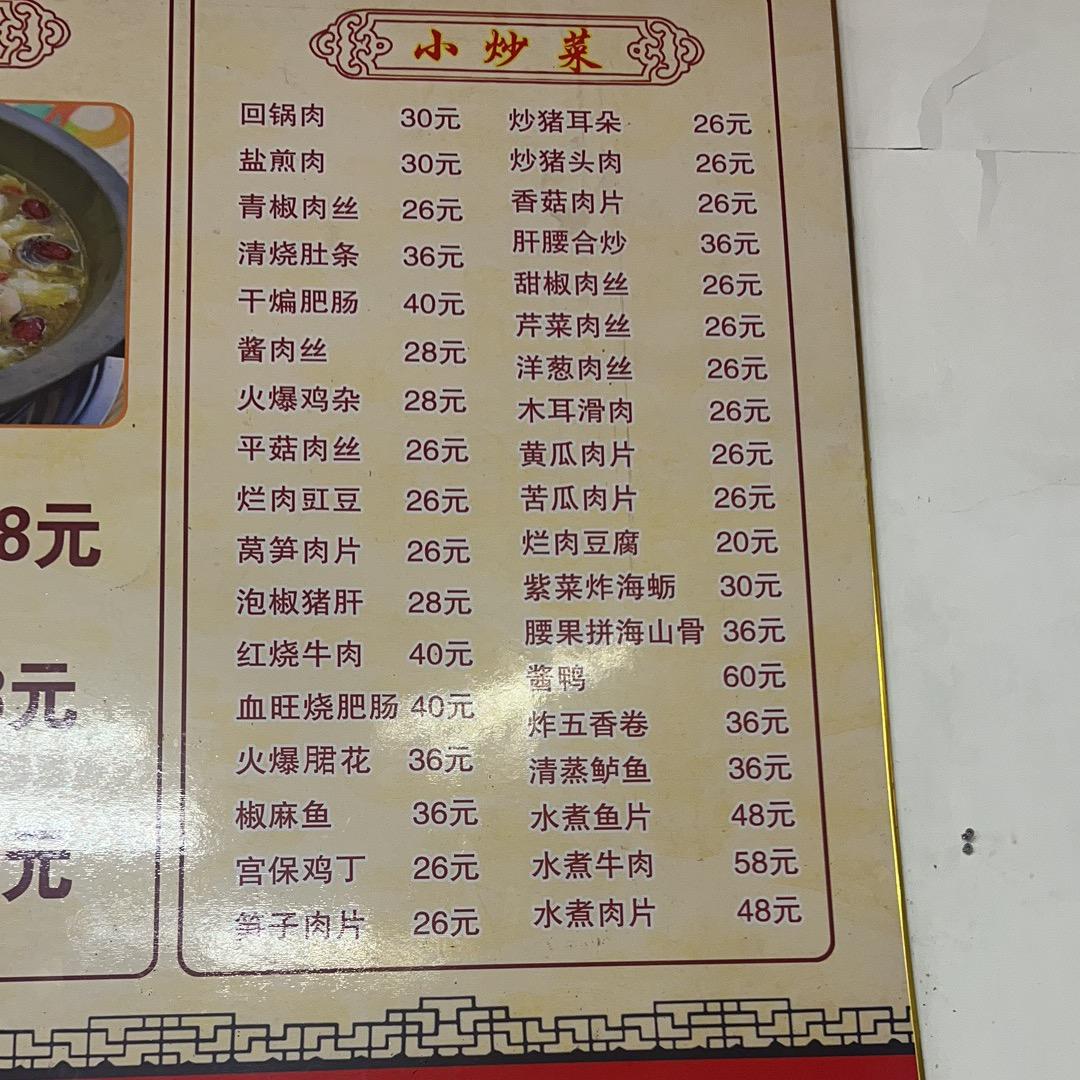 小炒菜
回锅肉 30元
盐煎肉 30元
青椒肉丝 26元
清烧肚条 36元
干煸肥肠 40元
酱肉丝 28元
火爆鸡杂 28元
平菇肉丝 26元
烂肉豇豆 26元
莴笋肉片 26元
泡椒猪肝 28元
红烧牛肉 40元
血旺烧肥肠 40元
火爆䐃花 36元
椒麻鱼 36元
宫保鸡丁 26元
笋子肉片 26元
炒猪耳朵 26元
炒猪头肉 26元
香菇肉片 26元
肝腰合炒 36元
甜椒肉丝 26元
芹菜肉丝 26元
洋葱肉丝 26元
木耳滑肉 26元
黄瓜肉片 26元
苦瓜肉片 26元
烂肉豆腐 20元
紫菜炸海蛎 30元
腰果拼海山骨 36元
酱鸭 60元
炸五香卷 36元
清蒸鲈鱼 36元
水煮鱼片 48元
水煮牛肉 58元
水煮肉片 48元
8元
元
元